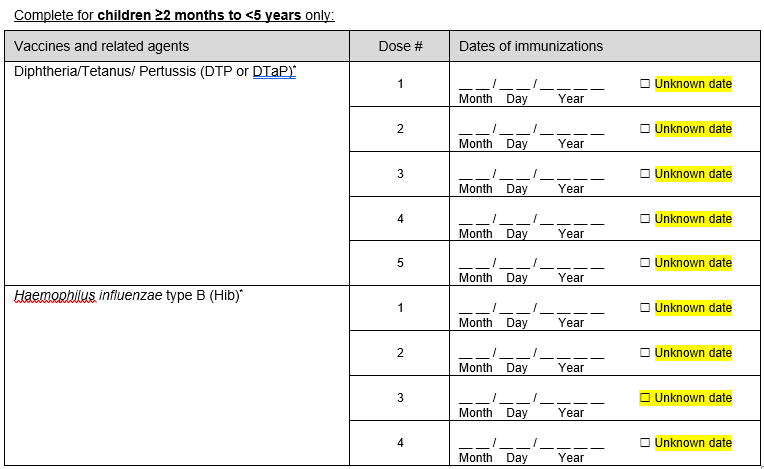 Complete for children ≥2 months to <5 years only:
Vaccines and related agents Dose # Dates of immunizations
Diphtheria/Tetanus/ Pertussis (DTP or DTaP)*
1 __ __ / __ __ / __ __ __ __ ☐ Unknown date
Month Day Year
2 __ __ / __ __ / __ __ __ __ ☐ Unknown date
Month Day Year
3 __ __ / __ __ / __ __ __ __ ☐ Unknown date
Month Day Year
4 __ __ / __ __ / __ __ __ __ ☐ Unknown date
Month Day Year
5 __ __ / __ __ / __ __ __ __ ☐ Unknown date
Month Day Year
Haemophilus influenzae type B (Hib)*
1 __ __ / __ __ / __ __ __ __ ☐ Unknown date
Month Day Year
2 __ __ / __ __ / __ __ __ __ ☐ Unknown date
Month Day Year
3 __ __ / __ __ / __ __ __ __ ☐ Unknown date
Month Day Year
4 __ __ / __ __ / __ __ __ __ ☐ Unknown date
Month Day Year